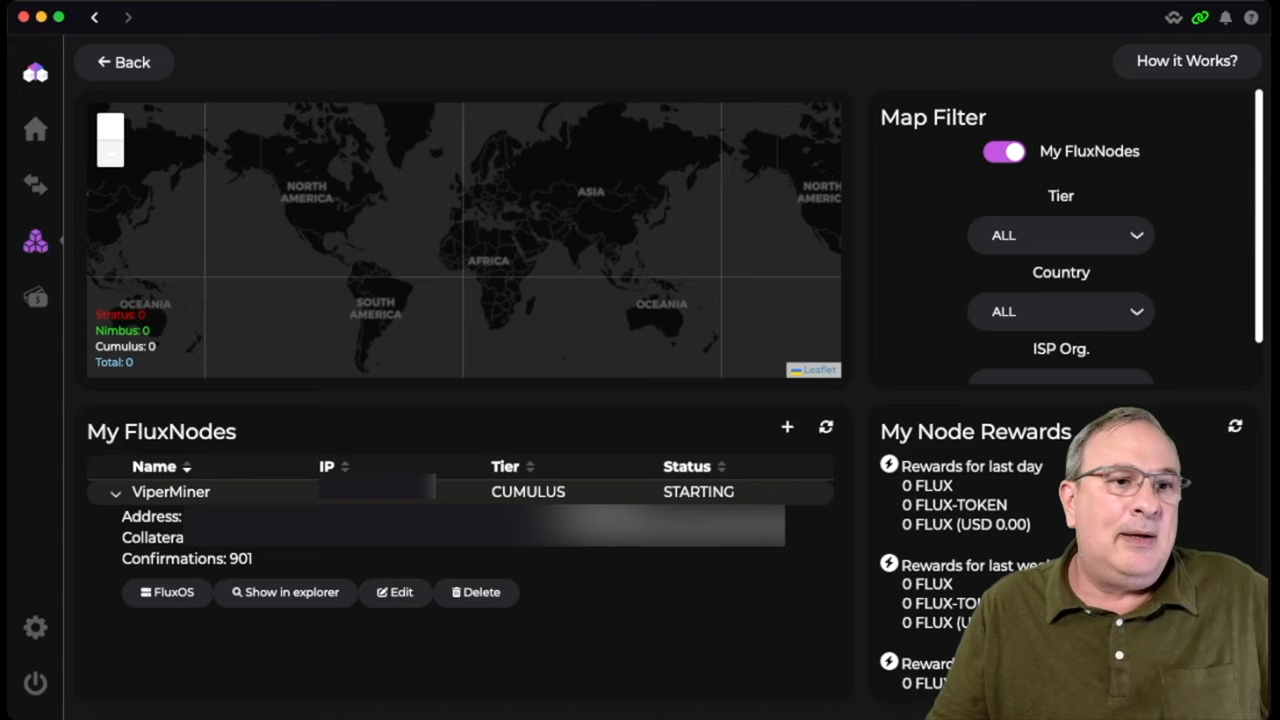 ← Back
How it Works?
NORTH AMERICA
ASIA
NORTH AMERIC
AFRICA
OCEANIA
SOUTH AMERICA
OCEANIA
Stratus: 0
Nimbus: 0
Cumulus: 0
Total: 0
Leaflet
Map Filter
My FluxNodes
Tier
ALL
Country
ALL
ISP Org.
My FluxNodes
Name IP Tier Status
ViperMiner CUMULUS STARTING
Address:
Collatera
Confirmations: 901
FluxOS Show in explorer Edit Delete
My Node Rewards
Rewards for last day
0 FLUX
0 FLUX-TOKEN
0 FLUX (USD 0.00)
Rewards for last wee
0 FLUX
0 FLUX-TO
0 FLUX (U
Reward
0 FLU